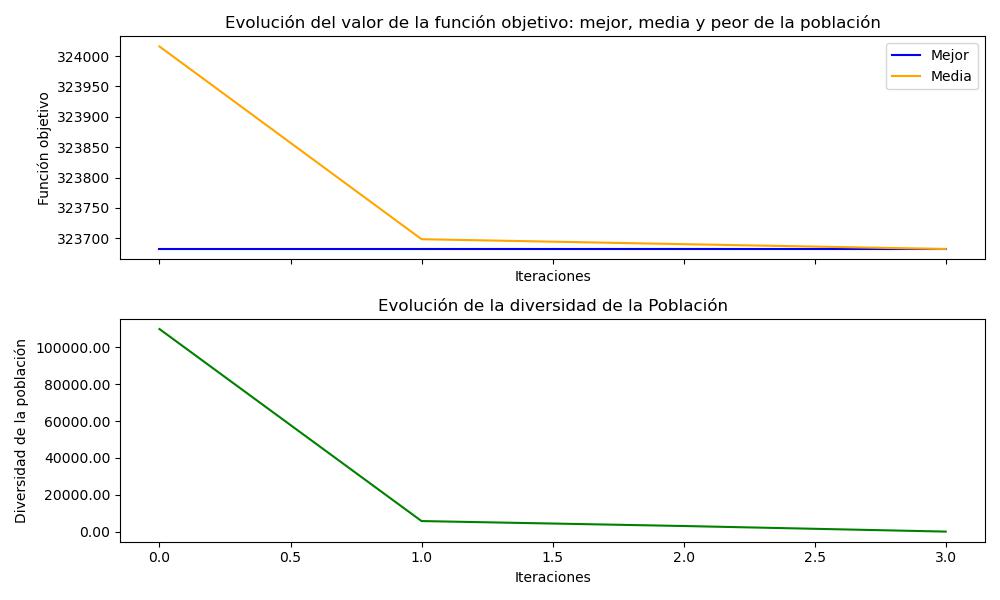 Evolución del valor de la función objetivo: mejor, media y peor de la población
324000
323950
323900
323850
323800
323750
323700
Función objetivo
Mejor
Media
Iteraciones
Evolución de la diversidad de la Población
100000.00
80000.00
60000.00
40000.00
20000.00
0.00
Diversidad de la población
0.0 0.5 1.0 1.5 2.0 2.5 3.0
Iteraciones